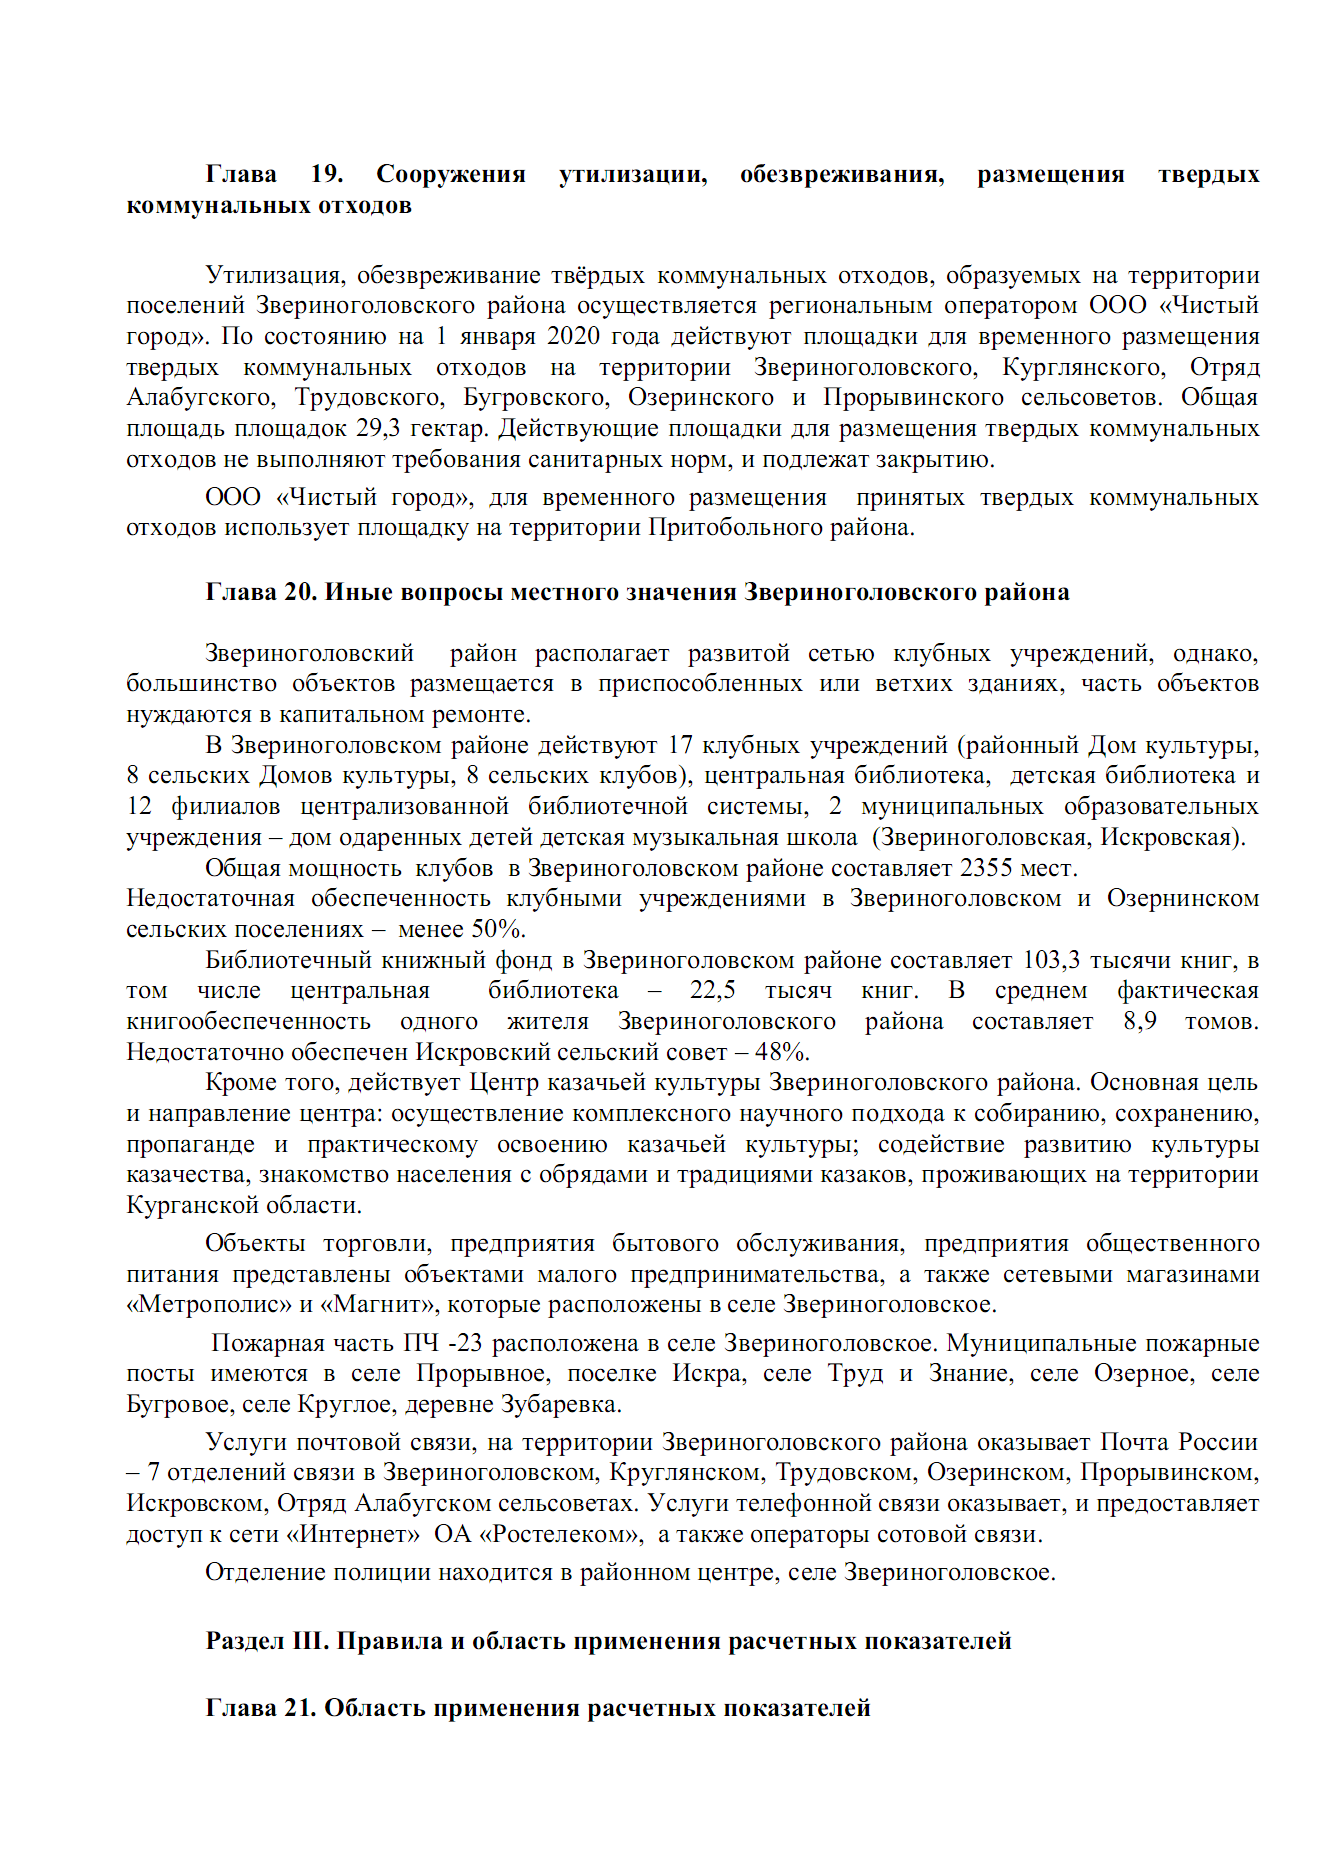 Глава 19. Сооружения утилизации, обезвреживания, размещения твердых
коммунальных отходов
Утилизация, обезвреживание твёрдых коммунальных отходов, образуемых на территории
поселений Звериноголовского района осуществляется региональным оператором ООО «Чистый
город». По состоянию на 1 января 2020 года действуют площадки для временного размещения
твердых коммунальных отходов на территории Звериноголовского, Курглянского, Отряд
Алабугского, Трудовского, Бугровского, Озеринского и Прорывинского сельсоветов. Общая
площадь площадок 29,3 гектар. Действующие площадки для размещения твердых коммунальных
отходов не выполняют требования санитарных норм, и подлежат закрытию.
ООО «Чистый город», для временного размещения принятых твердых коммунальных
отходов использует площадку на территории Притобольного района.
Глава 20. Иные вопросы местного значения Звериноголовского района
Звериноголовский район располагает развитой сетью клубных учреждений, однако,
большинство объектов размещается в приспособленных или ветхих зданиях, часть объектов
нуждаются в капитальном ремонте.
В Звериноголовском районе действуют 17 клубных учреждений (районный Дом культуры,
8 сельских Домов культуры, 8 сельских клубов), центральная библиотека, детская библиотека и
12 филиалов централизованной библиотечной системы, 2 муниципальных образовательных
учреждения – дом одаренных детей детская музыкальная школа (Звериноголовская, Искровская).
Общая мощность клубов в Звериноголовском районе составляет 2355 мест.
Недостаточная обеспеченность клубными учреждениями в Звериноголовском и Озернинском
сельских поселениях – менее 50%.
Библиотечный книжный фонд в Звериноголовском районе составляет 103,3 тысячи книг, в
том числе центральная библиотека – 22,5 тысяч книг. В среднем фактическая
книгообеспеченность одного жителя Звериноголовского района составляет 8,9 томов.
Недостаточно обеспечен Искровский сельский совет – 48%.
Кроме того, действует Центр казачьей культуры Звериноголовского района. Основная цель
и направление центра: осуществление комплексного научного подхода к собиранию, сохранению,
пропаганде и практическому освоению казачьей культуры; содействие развитию культуры
казачества, знакомство населения с обрядами и традициями казаков, проживающих на территории
Курганской области.
Объекты торговли, предприятия бытового обслуживания, предприятия общественного
питания представлены объектами малого предпринимательства, а также сетевыми магазинами
«Метрополис» и «Магнит», которые расположены в селе Звериноголовское.
Пожарная часть ПЧ -23 расположена в селе Звериноголовское. Муниципальные пожарные
посты имеются в селе Прорывное, поселке Искра, селе Труд и Знание, селе Озерное, селе
Бугровое, селе Круглое, деревне Зубаревка.
Услуги почтовой связи, на территории Звериноголовского района оказывает Почта России
– 7 отделений связи в Звериноголовском, Круглянском, Трудовском, Озеринском, Прорывинском,
Искровском, Отряд Алабугском сельсоветах. Услуги телефонной связи оказывает, и предоставляет
доступ к сети «Интернет» ОА «Ростелеком», а также операторы сотовой связи.
Отделение полиции находится в районном центре, селе Звериноголовское.
Раздел III. Правила и область применения расчетных показателей
Глава 21. Область применения расчетных показателей